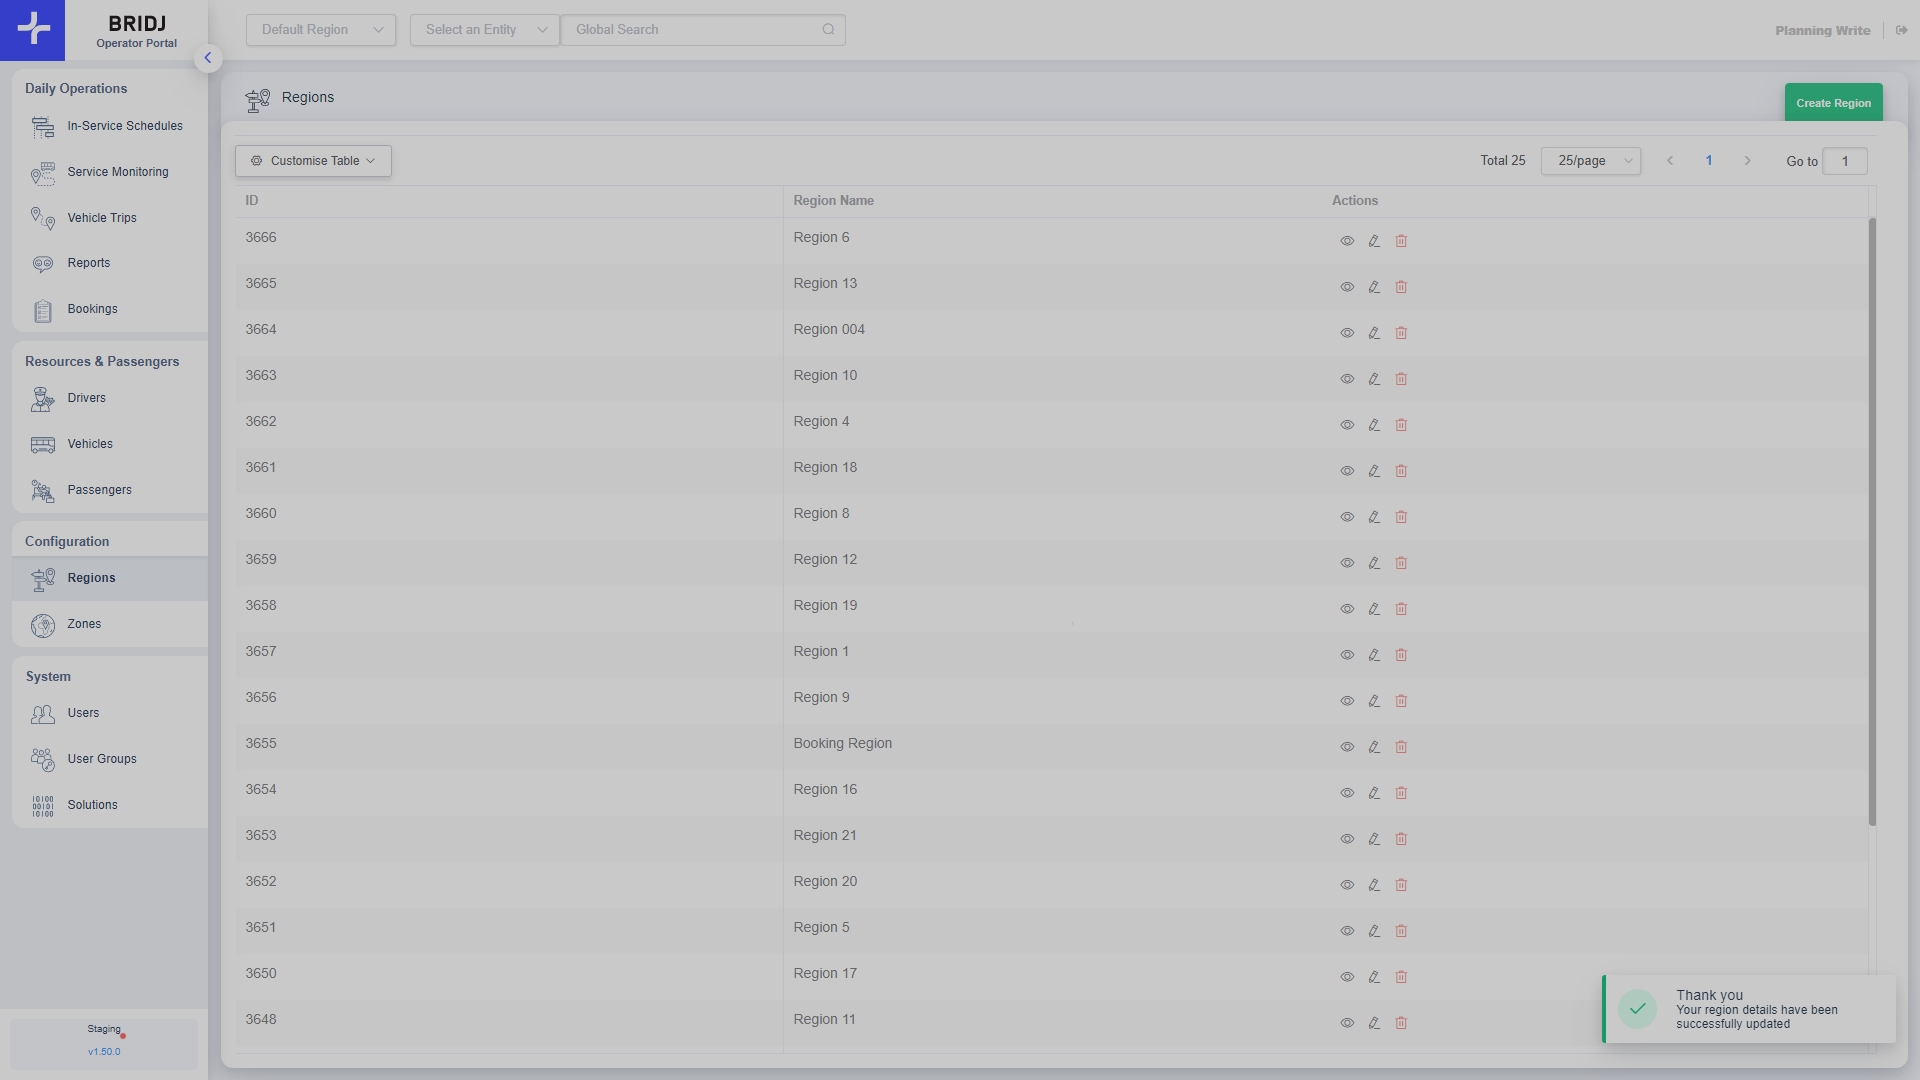 BRIDJ
Operator Portal
Default Region
Select an Entity
Global Search
Planning Write
Daily Operations
In-Service Schedules
Service Monitoring
Vehicle Trips
Reports
Bookings
Resources & Passengers
Drivers
Vehicles
Passengers
Configuration
Regions
Zones
System
Users
User Groups
Solutions
Staging
v1.50.0
Regions
Create Region
Customise Table
Total 25
25/page
1
Go to
1
ID Region Name Actions
3666 Region 6
3665 Region 13
3664 Region 004
3663 Region 10
3662 Region 4
3661 Region 18
3660 Region 8
3659 Region 12
3658 Region 19
3657 Region 1
3656 Region 9
3655 Booking Region
3654 Region 16
3653 Region 21
3652 Region 20
3651 Region 5
3650 Region 17
3648 Region 11
Thank you
Your region details have been
successfully updated